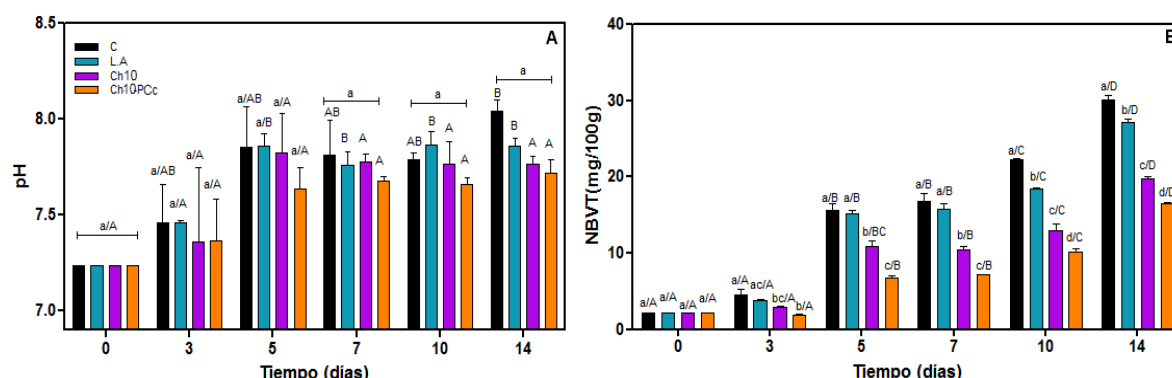 A
C
L.A
Ch10
Ch10-PCc
pH
8.5
8.0
7.5
7.0
a/A
a/AB
a/A
a/A
a/A
a/AB
a/B
a/A
a/A
a
AB
B
A
A
a
AB
B
A
A
a
B
B
A
A
0 3 5 7 10 14
Tiempo (días)
NBVT(mg/100g)
40
30
20
10
0
a/A a/A a/A a/A
a/A ac/A bc/A b/A
a/B a/B b/BC c/B
a/B a/B b/B c/B
a/C b/C c/C d/C
a/D b/D c/D d/D
0 3 5 7 10 14
Tiempo (días)